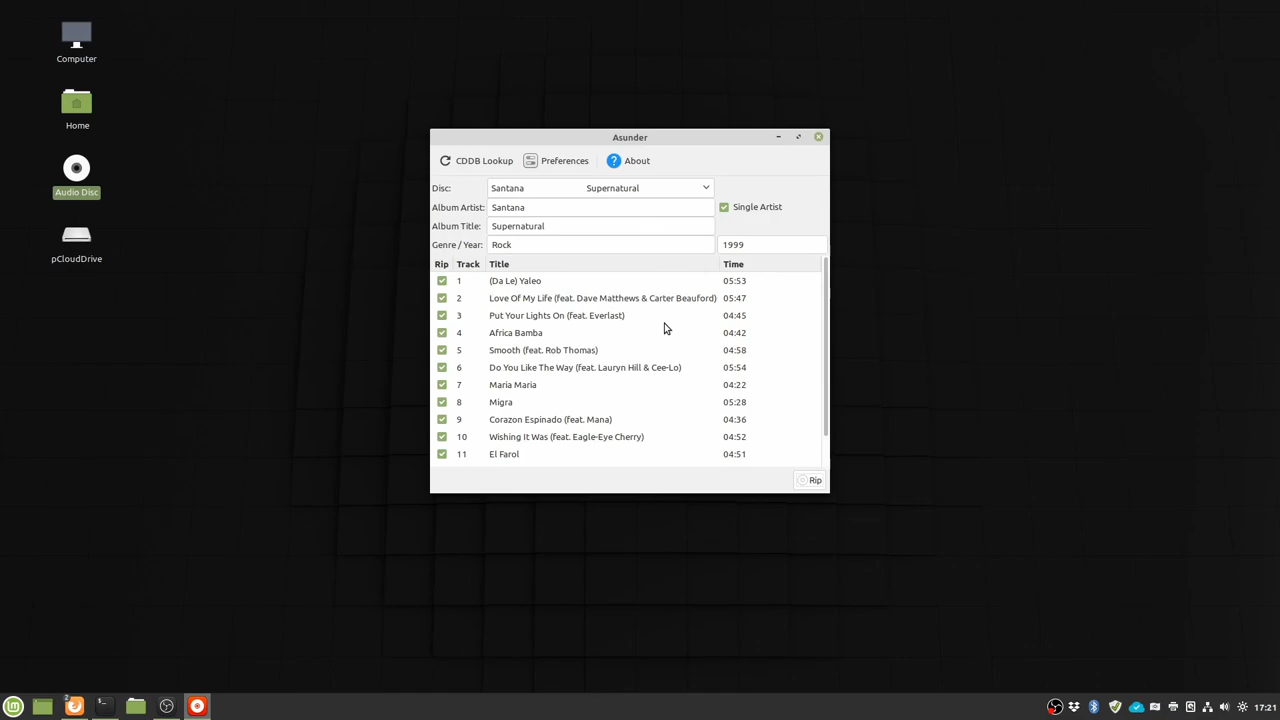 Computer
Home
Audio Disc
pCloudDrive
Asunder
CDDB Lookup Preferences About
Disc: Santana Supernatural
Album Artist: Santana Single Artist
Album Title: Supernatural
Genre / Year: Rock 1999
Rip Track Title Time
1 (Da Le) Yaleo 05:53
2 Love Of My Life (feat. Dave Matthews & Carter Beauford) 05:47
3 Put Your Lights On (feat. Everlast) 04:45
4 Africa Bamba 04:42
5 Smooth (feat. Rob Thomas) 04:58
6 Do You Like The Way (feat. Lauryn Hill & Cee-Lo) 05:54
7 Maria Maria 04:22
8 Migra 05:28
9 Corazon Espinado (feat. Mana) 04:36
10 Wishing It Was (feat. Eagle-Eye Cherry) 04:52
11 El Farol 04:51
Rip
2
17:21